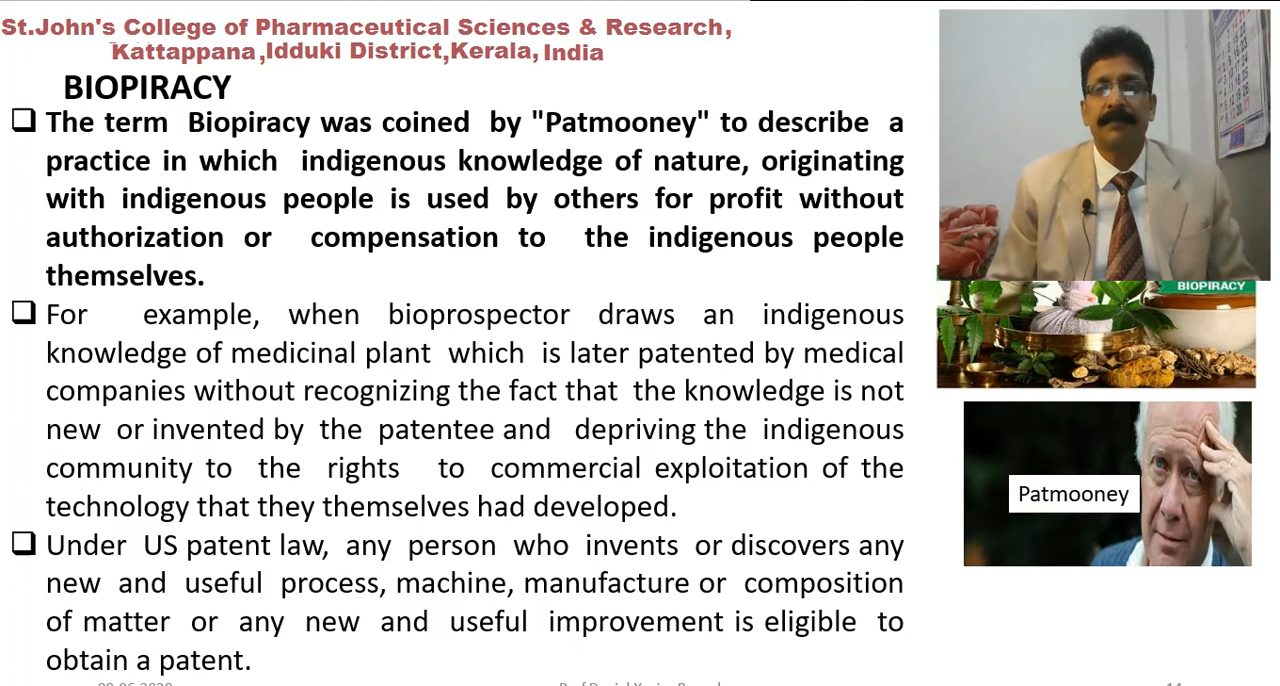 St.John's College of Pharmaceutical Sciences & Research,
Kattappana,Idduki District,Kerala, India
BIOPIRACY
The term Biopiracy was coined by "Patmooney" to describe a
practice in which indigenous knowledge of nature, originating
with indigenous people is used by others for profit without
authorization or compensation to the indigenous people
themselves.
For example, when bioprospector draws an indigenous
knowledge of medicinal plant which is later patented by medical
companies without recognizing the fact that the knowledge is not
new or invented by the patentee and depriving the indigenous
community to the rights to commercial exploitation of the
technology that they themselves had developed.
Under US patent law, any person who invents or discovers any
new and useful process, machine, manufacture or composition
of matter or any new and useful improvement is eligible to
obtain a patent.
BIOPIRACY
Patmooney